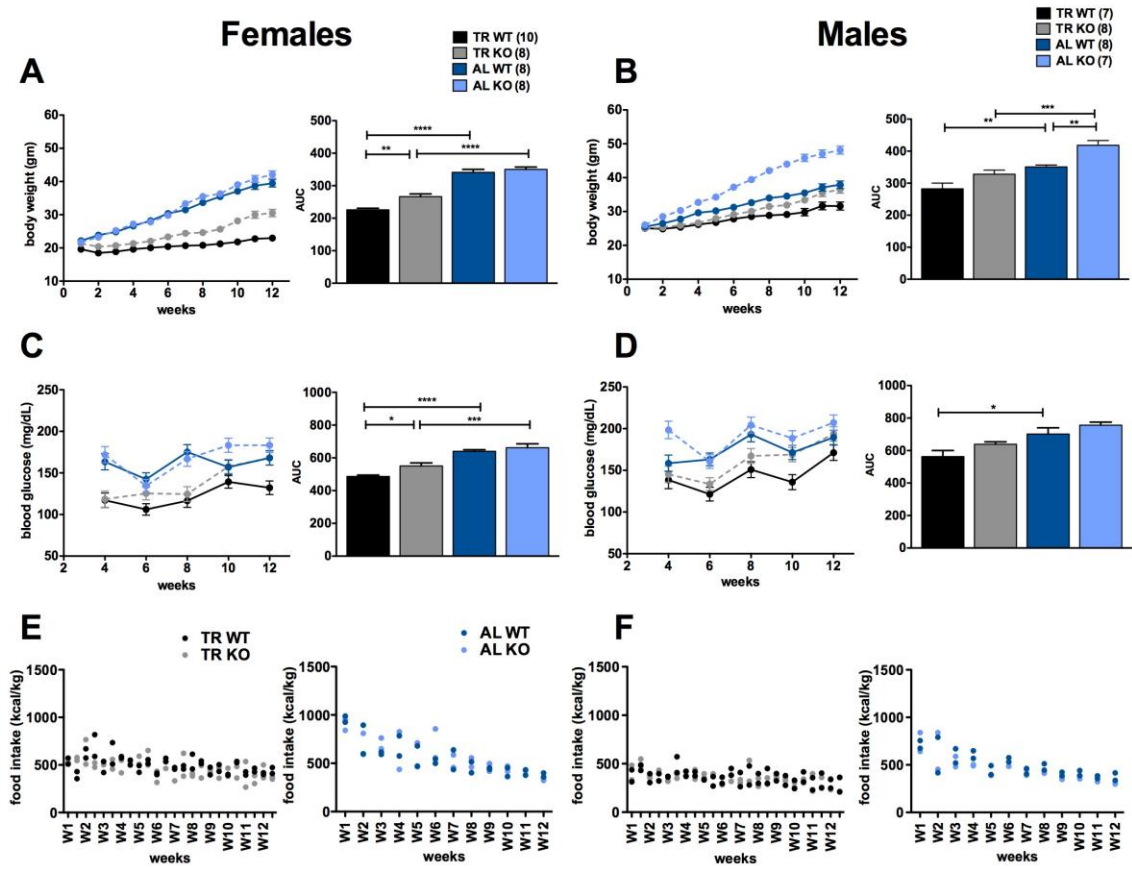 Females
Males
TR WT (10)
TR KO (8)
AL WT (8)
AL KO (8)
TR WT (7)
TR KO (8)
AL WT (8)
AL KO (7)
A
body weight (gm)
60
50
40
30
20
10
0 2 4 6 8 10 12
weeks
AUC
500
400
300
200
100
0
****
** ****
B
body weight (gm)
60
50
40
30
20
10
0 2 4 6 8 10 12
weeks
AUC
500
400
300
200
100
0
***
** **
C
blood glucose (mg/dL)
250
200
150
100
50
2 4 6 8 10 12
weeks
AUC
1000
800
600
400
200
0
****
* ***
D
blood glucose (mg/dL)
250
200
150
100
50
2 4 6 8 10 12
weeks
AUC
1000
800
600
400
200
0
*
E
TR WT
TR KO
food intake (kcal/kg)
1500
1000
500
0
W1 W2 W3 W4 W5 W6 W7 W8 W9 W10 W11 W12
weeks
AL WT
AL KO
food intake (kcal/kg)
1500
1000
500
0
W1 W2 W3 W4 W5 W6 W7 W8 W9 W10 W11 W12
weeks
F
food intake (kcal/kg)
1500
1000
500
0
W1 W2 W3 W4 W5 W6 W7 W8 W9 W10 W11 W12
weeks
food intake (kcal/kg)
1500
1000
500
0
W1 W2 W3 W4 W5 W6 W7 W8 W9 W10 W11 W12
weeks